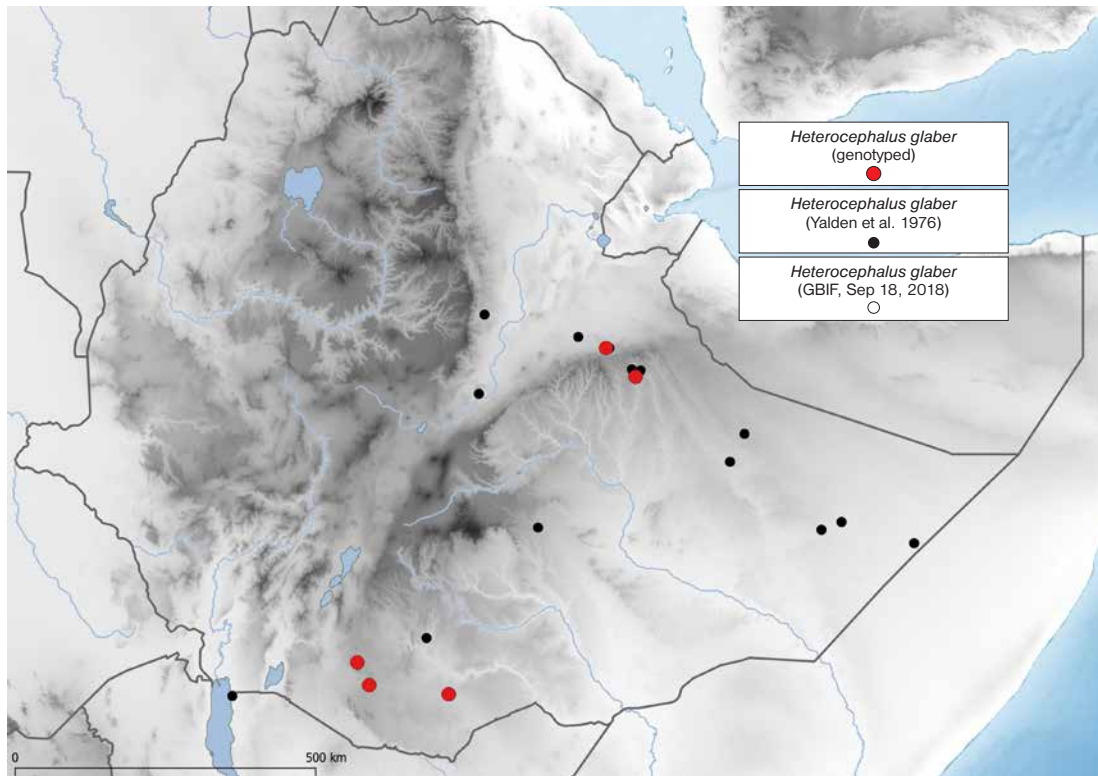 Heterocephalus glaber
(genotyped)
Heterocephalus glaber
(Yalden et al. 1976)
Heterocephalus glaber
(GBIF, Sep 18, 2018)
0 500 km